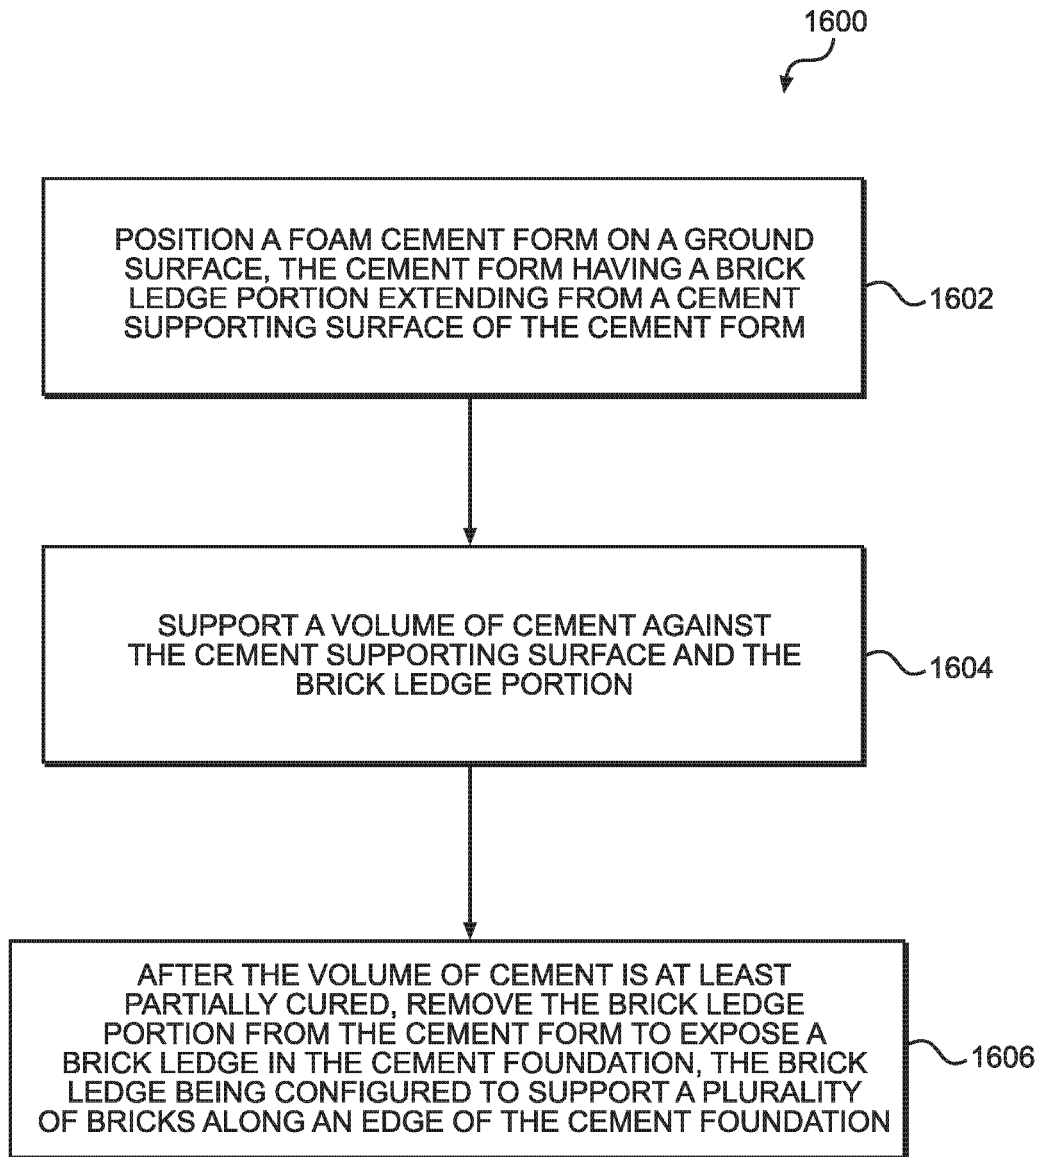 1600
POSITION A FOAM CEMENT FORM ON A GROUND
SURFACE, THE CEMENT FORM HAVING A BRICK
LEDGE PORTION EXTENDING FROM A CEMENT
SUPPORTING SURFACE OF THE CEMENT FORM
1602
SUPPORT A VOLUME OF CEMENT AGAINST
THE CEMENT SUPPORTING SURFACE AND THE
BRICK LEDGE PORTION
1604
AFTER THE VOLUME OF CEMENT IS AT LEAST
PARTIALLY CURED, REMOVE THE BRICK LEDGE
PORTION FROM THE CEMENT FORM TO EXPOSE A
BRICK LEDGE IN THE CEMENT FOUNDATION, THE BRICK
LEDGE BEING CONFIGURED TO SUPPORT A PLURALITY
OF BRICKS ALONG AN EDGE OF THE CEMENT FOUNDATION
1606